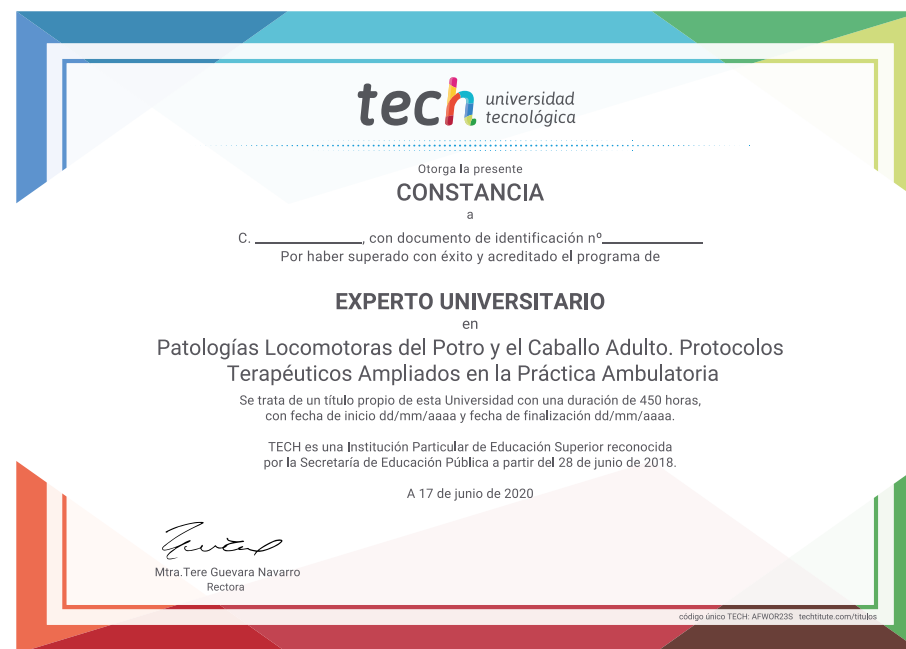 tech universidad
tecnológica
Otorga la presente
CONSTANCIA
a
C. ____________, con documento de identificación nº____________
Por haber superado con éxito y acreditado el programa de
EXPERTO UNIVERSITARIO
en
Patologías Locomotoras del Potro y el Caballo Adulto. Protocolos
Terapéuticos Ampliados en la Práctica Ambulatoria
Se trata de un título propio de esta Universidad con una duración de 450 horas,
con fecha de inicio dd/mm/aaaa y fecha de finalización dd/mm/aaaa.
TECH es una Institución Particular de Educación Superior reconocida
por la Secretaría de Educación Pública a partir del 28 de junio de 2018.
A 17 de junio de 2020
Mtra.Tere Guevara Navarro
Rectora
código único TECH: AFWOR23S techtitute.com/titulos